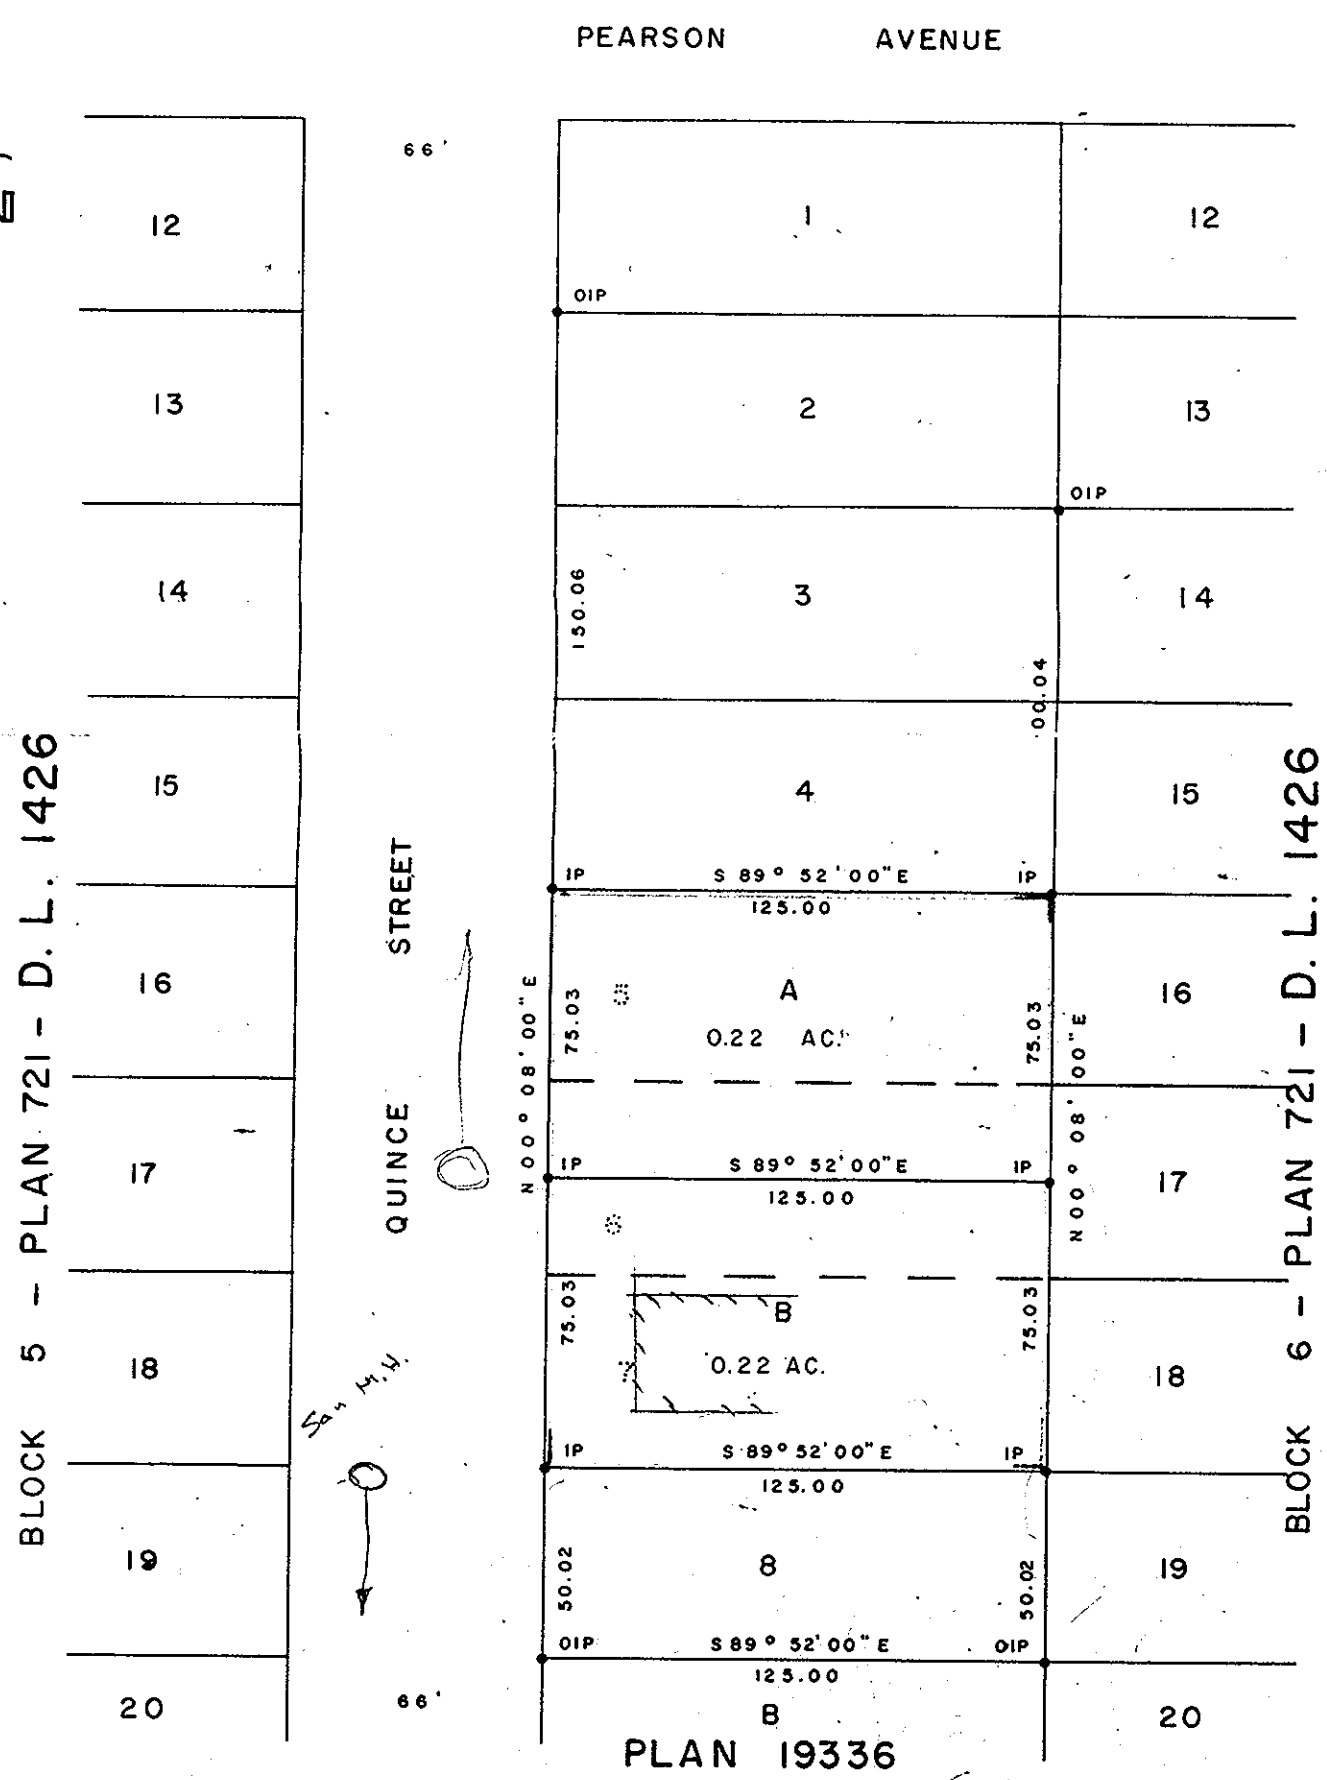 PEARSON AVENUE
66'
12
1
12
OIP
13
2
13
OIP
14
150.06
3
00.04
14
15
4
15
BLOCK 5 - PLAN 721 - D. L. 1426
BLOCK 6 - PLAN 721 - D. L. 1426
QUINCE STREET
IP
S 89° 52' 00" E
IP
125.00
16
N 00° 08' 00" E
75.03
5
A
0.22 AC.
75.03
N 00° 08' 00" E
16
17
IP
S 89° 52' 00" E
IP
125.00
17
6
18
75.03
B
75.03
7
0.22 AC.
18
San M.H.
IP
S 89° 52' 00" E
IP
125.00
19
50.02
8
50.02
19
OIP
S 89° 52' 00" E
OIP
125.00
20
66'
B
20
PLAN 19336